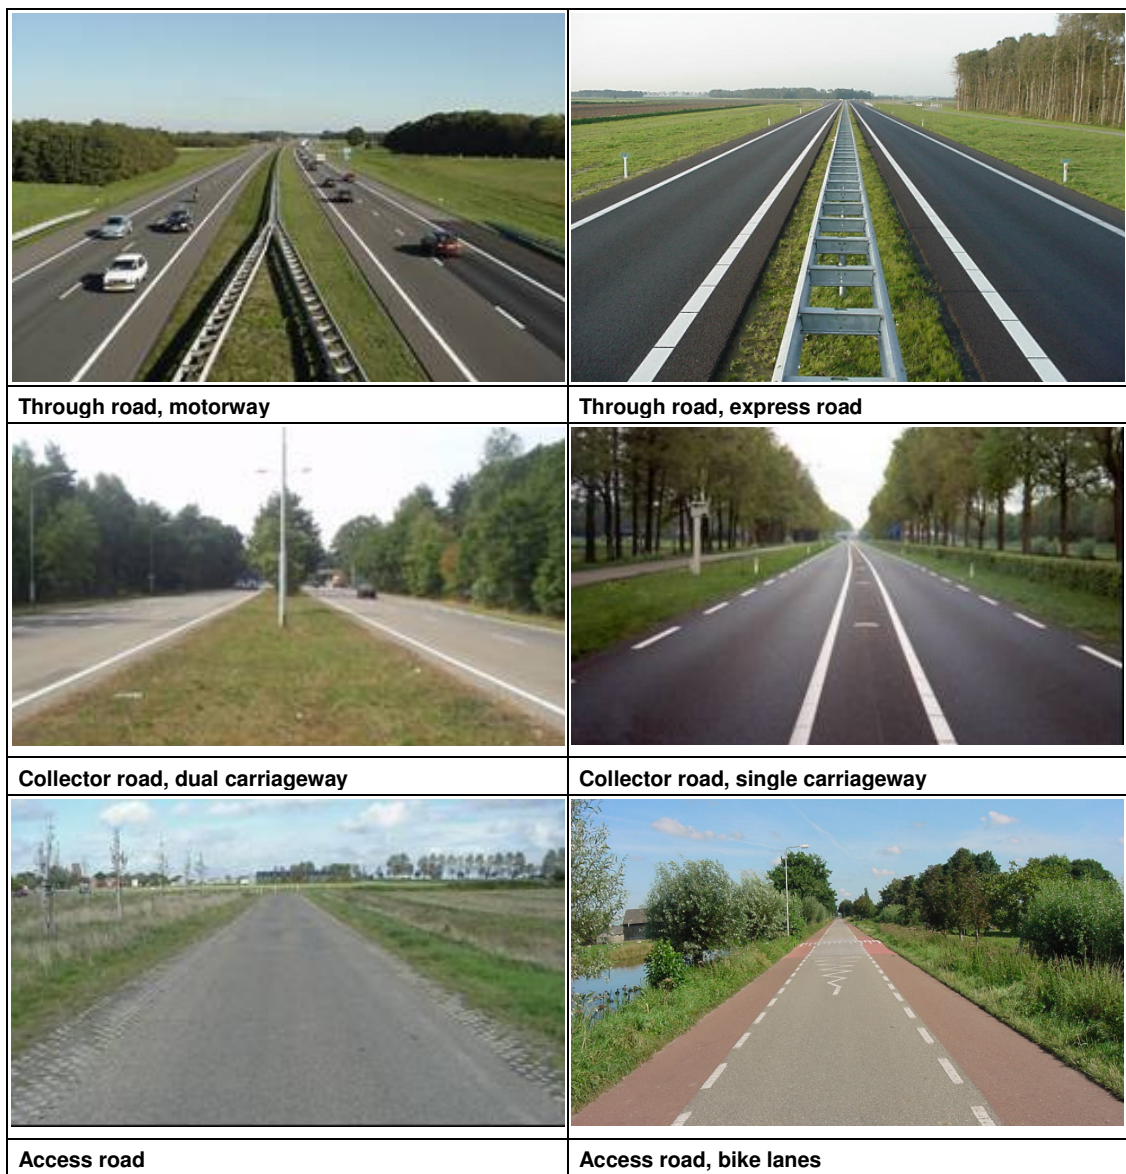 Through road, motorway
Through road, express road
Collector road, dual carriageway
Collector road, single carriageway
Access road
Access road, bike lanes